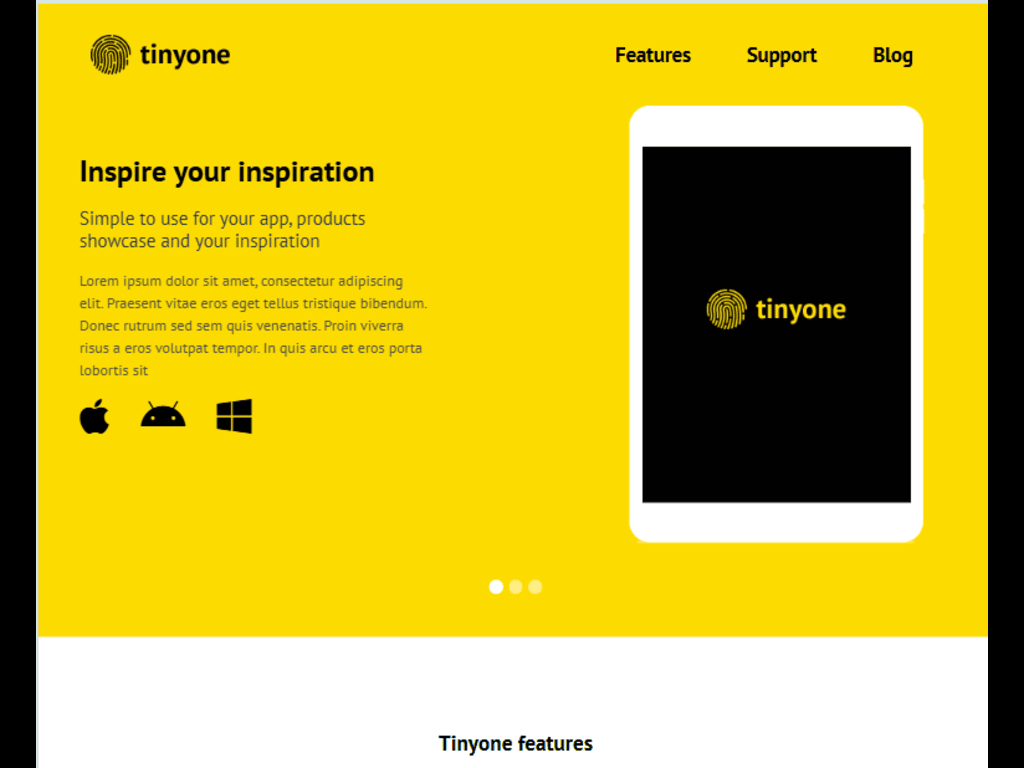 tinyone
Features
Support
Blog
Inspire your inspiration
Simple to use for your app, products
showcase and your inspiration
Lorem ipsum dolor sit amet, consectetur adipiscing
elit. Praesent vitae eros eget tellus tristique bibendum.
Donec rutrum sed sem quis venenatis. Proin viverra
risus a eros volutpat tempor. In quis arcu et eros porta
lobortis sit
tinyone
Tinyone features